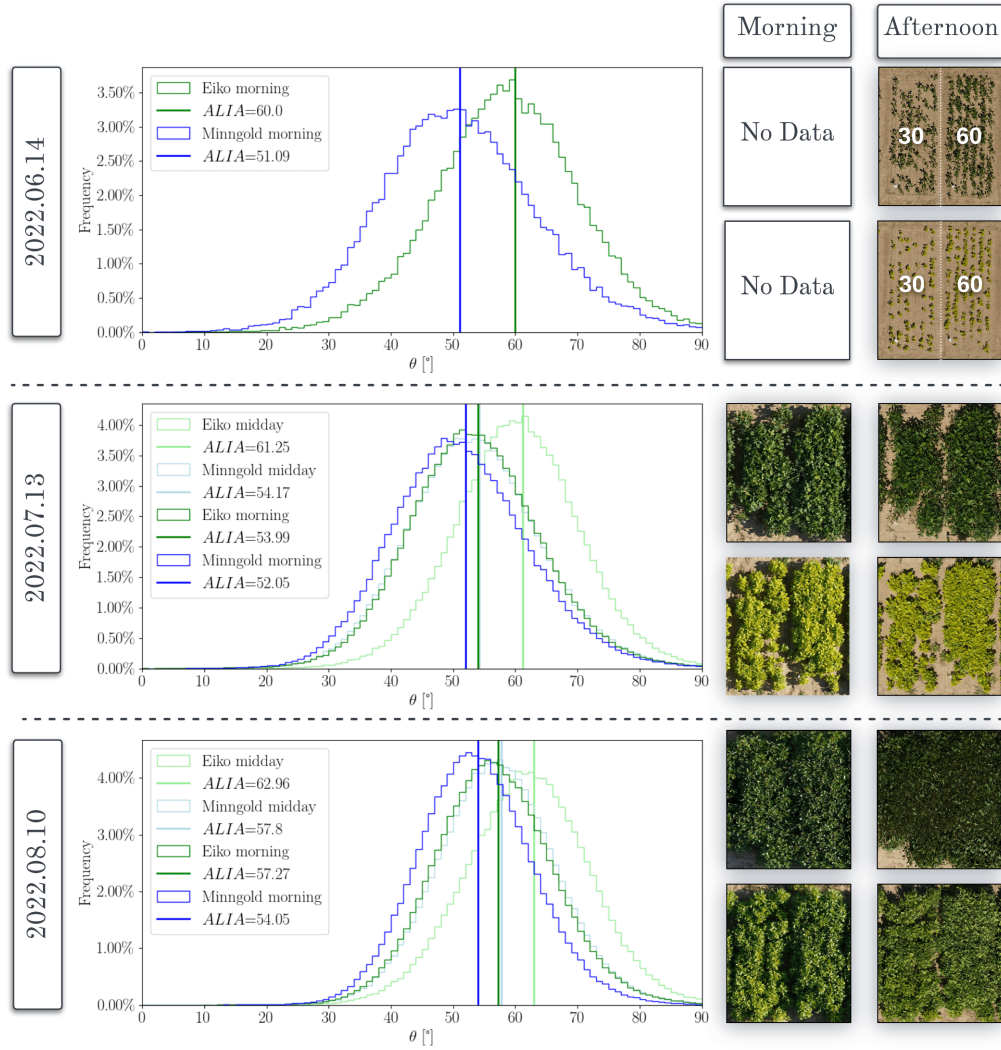 Morning
Afternoon
2022.06.14
Frequency
3.50%
3.00%
2.50%
2.00%
1.50%
1.00%
0.50%
0.00%
Eiko morning
ALIA=60.0
Minngold morning
ALIA=51.09
0 10 20 30 40 50 60 70 80 90
θ [°]
No Data
30 60
No Data
30 60
2022.07.13
Frequency
4.00%
3.50%
3.00%
2.50%
2.00%
1.50%
1.00%
0.50%
0.00%
Eiko midday
ALIA=61.25
Minngold midday
ALIA=54.17
Eiko morning
ALIA=53.99
Minngold morning
ALIA=52.05
0 10 20 30 40 50 60 70 80 90
θ [°]
2022.08.10
Frequency
4.00%
3.00%
2.00%
1.00%
0.00%
Eiko midday
ALIA=62.96
Minngold midday
ALIA=57.8
Eiko morning
ALIA=57.27
Minngold morning
ALIA=54.05
0 10 20 30 40 50 60 70 80 90
θ [°]